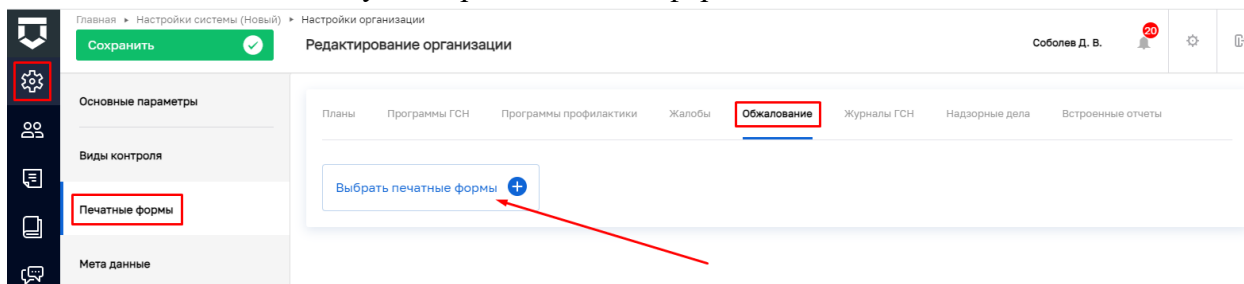 Главная ▸ Настройки системы (Новый) ▸ Настройки организации
Сохранить
Редактирование организации
Соболев Д. В.
20
Основные параметры
Виды контроля
Печатные формы
Мета данные
Планы Программы ГСН Программы профилактики Жалобы Обжалование Журналы ГСН Надзорные дела Встроенные отчеты
Выбрать печатные формы